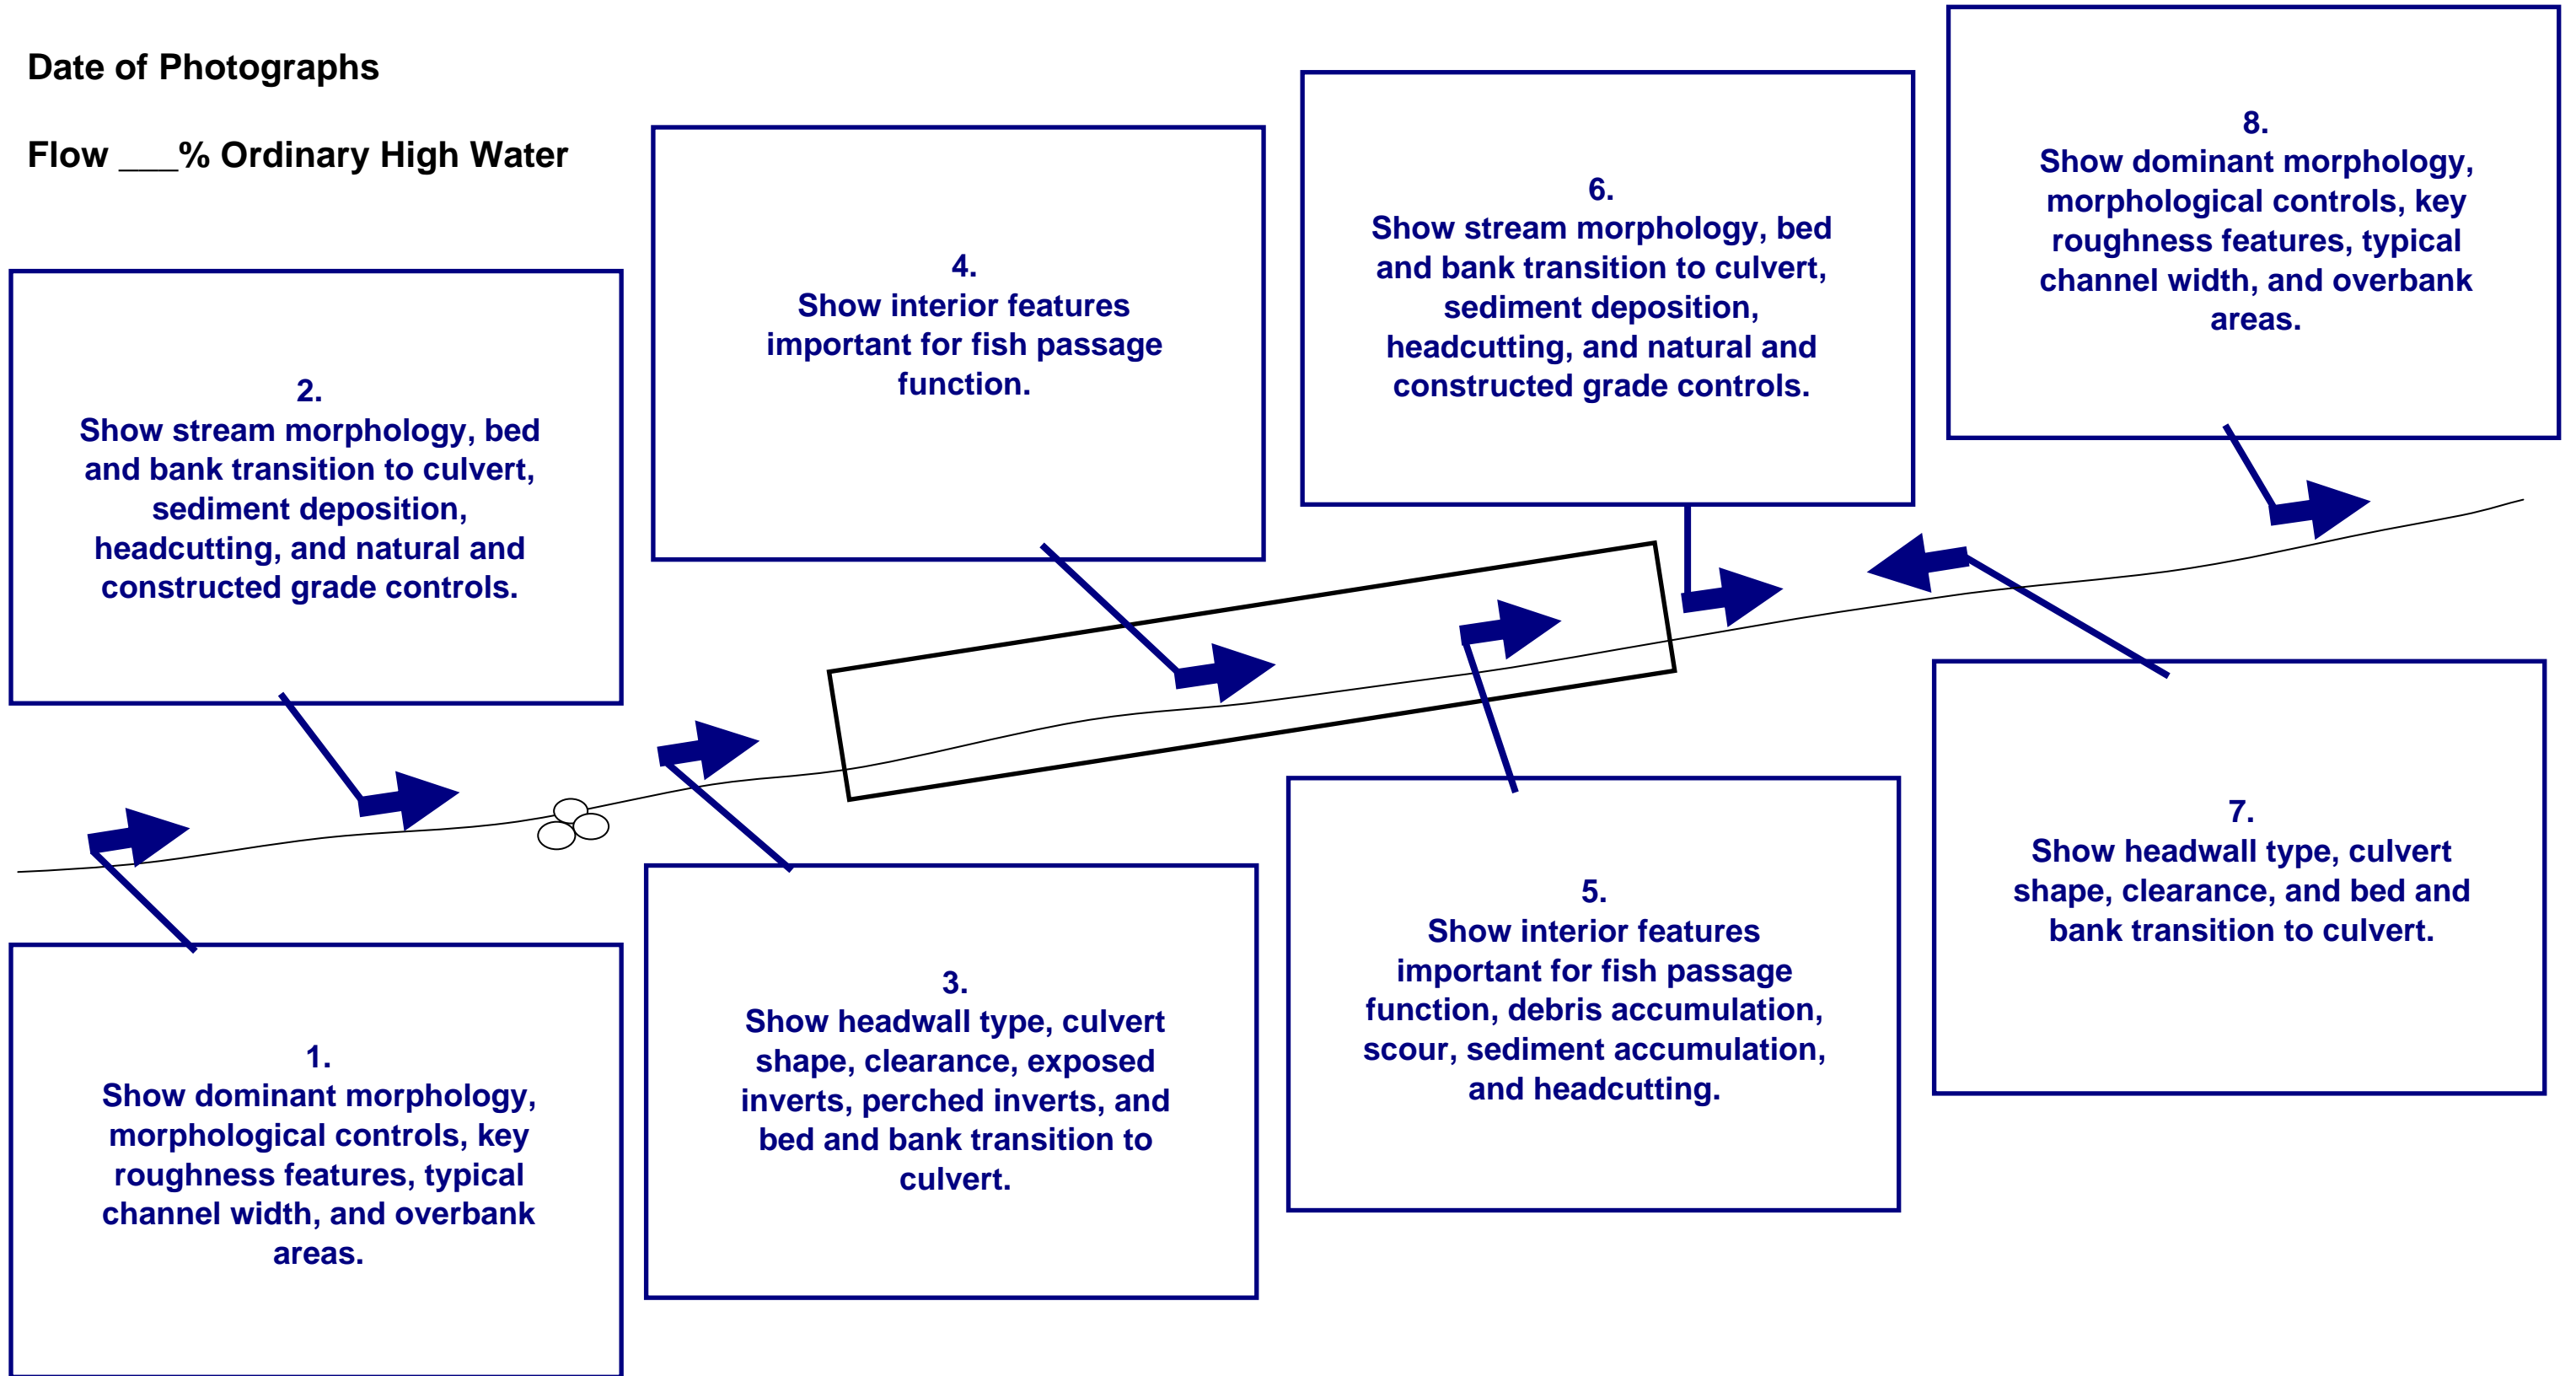 Date of Photographs
Flow ___% Ordinary High Water
2.
Show stream morphology, bed
and bank transition to culvert,
sediment deposition,
headcutting, and natural and
constructed grade controls.
4.
Show interior features
important for fish passage
function.
6.
Show stream morphology, bed
and bank transition to culvert,
sediment deposition,
headcutting, and natural and
constructed grade controls.
8.
Show dominant morphology,
morphological controls, key
roughness features, typical
channel width, and overbank
areas.
1.
Show dominant morphology,
morphological controls, key
roughness features, typical
channel width, and overbank
areas.
3.
Show headwall type, culvert
shape, clearance, exposed
inverts, perched inverts, and
bed and bank transition to
culvert.
5.
Show interior features
important for fish passage
function, debris accumulation,
scour, sediment accumulation,
and headcutting.
7.
Show headwall type, culvert
shape, clearance, and bed and
bank transition to culvert.